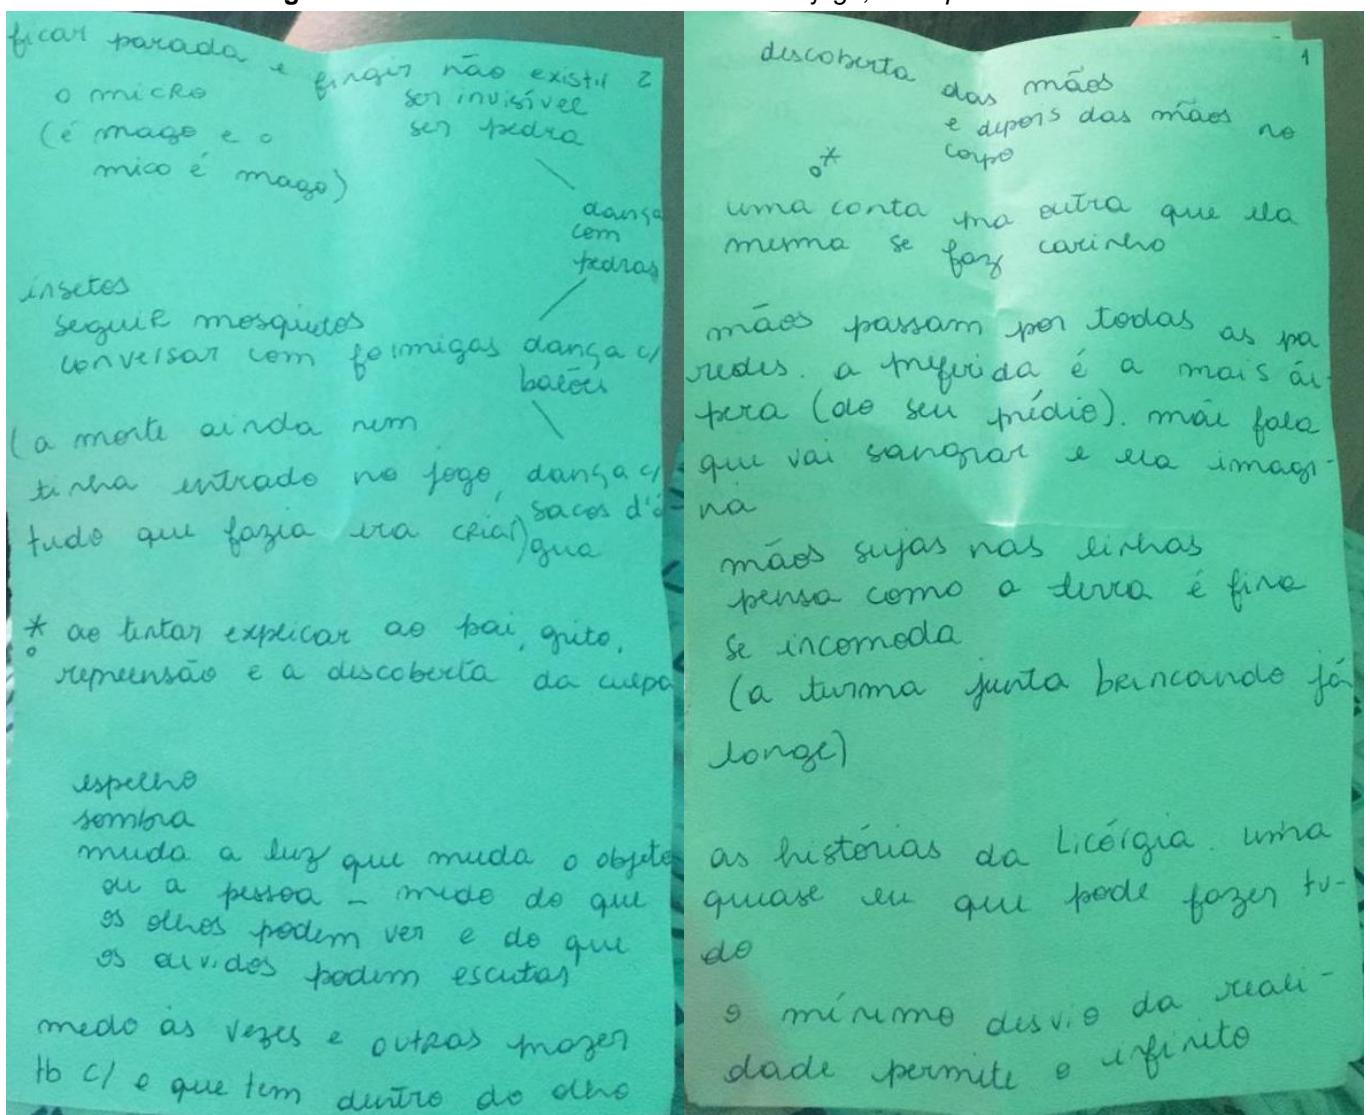 ficar parada e fingir não existir 2
o micro
(é mago e o
mico é mago)
ser invisível
ser pedra
dança
com
pedras
insetos
seguir mosquitos
conversar com formigas
dança c/
balões
(a morte ainda nem
tinha entrado no jogo,
tudo que fazia era criar)
dança c/
sacos d'á
gua
* ao tentar explicar ao pai, grito,
repreensão e a descoberta da culpa
espelho
sombra
muda a luz que muda o objeto
ou a pessoa – medo do que
os olhos podem ver e do que
os ouvidos podem escutar
medo às vezes e outras prazer
tb c/ o que tem dentro do olho
1
descoberta das mãos
e depois das mãos no
corpo
*
uma conta na outra que ela
mesma se faz carinho
mãos passam por todas as pa
redes. a preferida é a mais ás-
pera (do seu prédio). mãe fala
que vai sangrar e ela imagi-
na
mãos sujas nas linhas
pensa como a terra é fina
se incomoda
(a turma junta brincando já
longe)
as histórias da Licórgia. uma
quase eu que pode fazer tu-
do
o mínimo desvio da reali-
dade permite o infinito